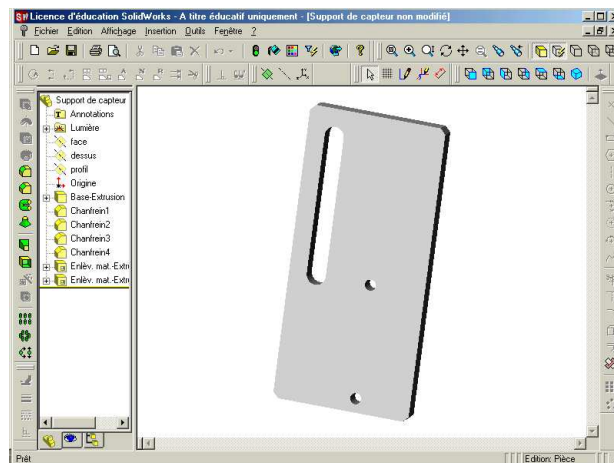 Licence d'éducation SolidWorks - A titre éducatif uniquement - [Support de capteur non modifié]
Fichier Edition Affichage Insertion Outils Fenêtre ?
Support de capteur
Annotations
Lumière
face
dessus
profil
Origine
Base-Extrusion
Chanfrein1
Chanfrein2
Chanfrein3
Chanfrein4
Enlèv. mat.-Extru
Enlèv. mat.-Extru
Prêt
Edition: Pièce